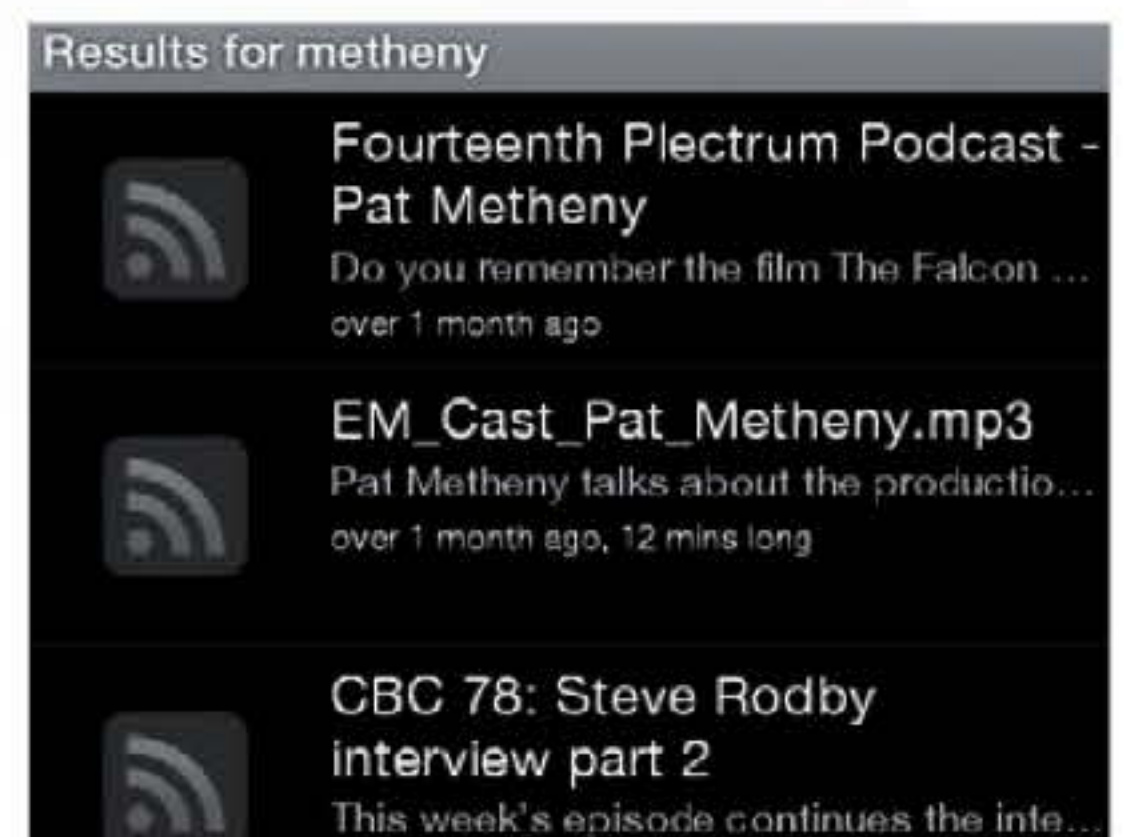 Results for metheny
Fourteenth Plectrum Podcast -
Pat Metheny
Do you remember the film The Falcon ...
over 1 month ago
EM_Cast_Pat_Metheny.mp3
Pat Metheny talks about the productio...
over 1 month ago, 12 mins long
CBC 78: Steve Rodby
interview part 2
This week's episode continues the inte...